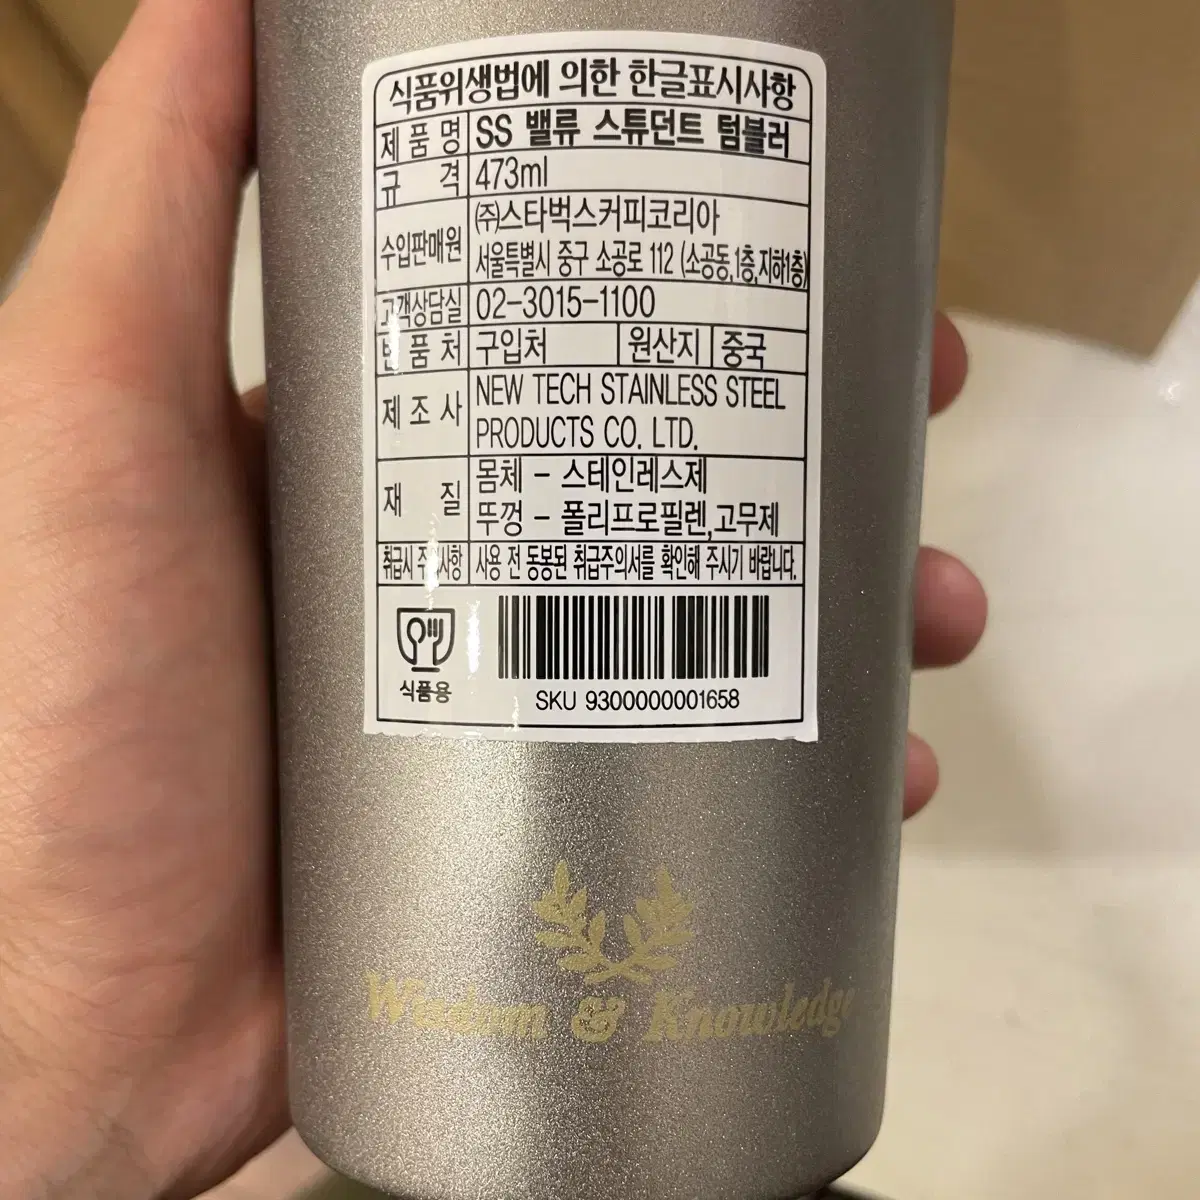 식품위생법에 의한 한글표시사항
제품명 SS 밸류 스튜던트 텀블러
규격 473ml
수입판매원 (주)스타벅스커피코리아
서울특별시 중구 소공로 112 (소공동,1층,지하1층)
고객상담실 02-3015-1100
반품처 구입처 원산지 중국
제조사 NEW TECH STAINLESS STEEL
PRODUCTS CO. LTD.
재질 몸체 - 스테인레스제
뚜껑 - 폴리프로필렌,고무제
취급시 주의사항 사용 전 동봉된 취급주의서를 확인해 주시기 바랍니다.
식품용
SKU 9300000001658
Wisdom & Knowledge